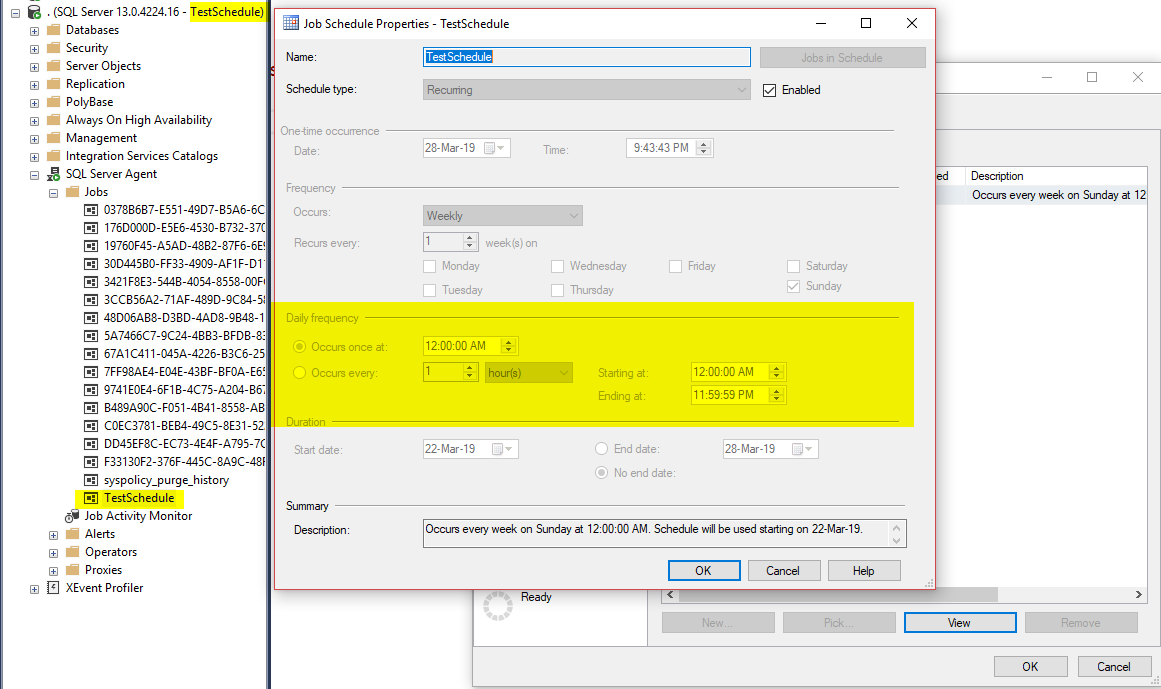 . (SQL Server 13.0.4224.16 - TestSchedule)
Databases
Security
Server Objects
Replication
PolyBase
Always On High Availability
Management
Integration Services Catalogs
SQL Server Agent
Jobs
0378B6B7-E551-49D7-B5A6-6C
176D000D-E5E6-4530-B732-370
19760F45-A5AD-48B2-87F6-6E9
30D445B0-FF33-4909-AF1F-D1
3421F8E3-544B-4054-8558-00F
3CCB56A2-71AF-489D-9C84-58
48D06AB8-D3BD-4AD8-9B48-1
5A7466C7-9C24-4BB3-BFDB-83
67A1C411-045A-4226-B3C6-25
7FF98AE4-E04E-43BF-BF0A-E65
9741E0E4-6F1B-4C75-A204-B67
B489A90C-F051-4B41-8558-AB
C0EC3781-BEB4-49C5-8E31-52
DD45EF8C-EC73-4E4F-A795-7C
F33130F2-376F-445C-8A9C-48F
syspolicy_purge_history
TestSchedule
Job Activity Monitor
Alerts
Operators
Proxies
XEvent Profiler
Job Schedule Properties - TestSchedule
Name: TestSchedule Jobs in Schedule
Schedule type: Recurring Enabled
One-time occurrence
Date: 28-Mar-19 Time: 9:43:43 PM
Frequency
Occurs: Weekly
Recurs every: 1 week(s) on
Monday Wednesday Friday Saturday
Tuesday Thursday Sunday
Daily frequency
Occurs once at: 12:00:00 AM
Occurs every: 1 hour(s) Starting at: 12:00:00 AM
Ending at: 11:59:59 PM
Duration
Start date: 22-Mar-19 End date: 28-Mar-19
No end date:
Summary
Description: Occurs every week on Sunday at 12:00:00 AM. Schedule will be used starting on 22-Mar-19.
OK Cancel Help
ed Description
Occurs every week on Sunday at 12
Ready
New... Pick... View Remove
OK Cancel